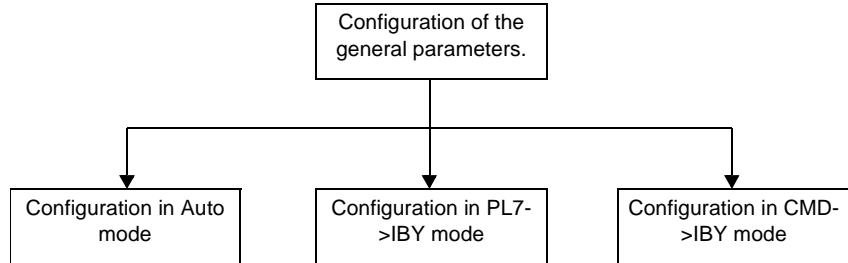 Configuration of the
general parameters.
Configuration in Auto
mode
Configuration in PL7-
>IBY mode
Configuration in CMD-
>IBY mode